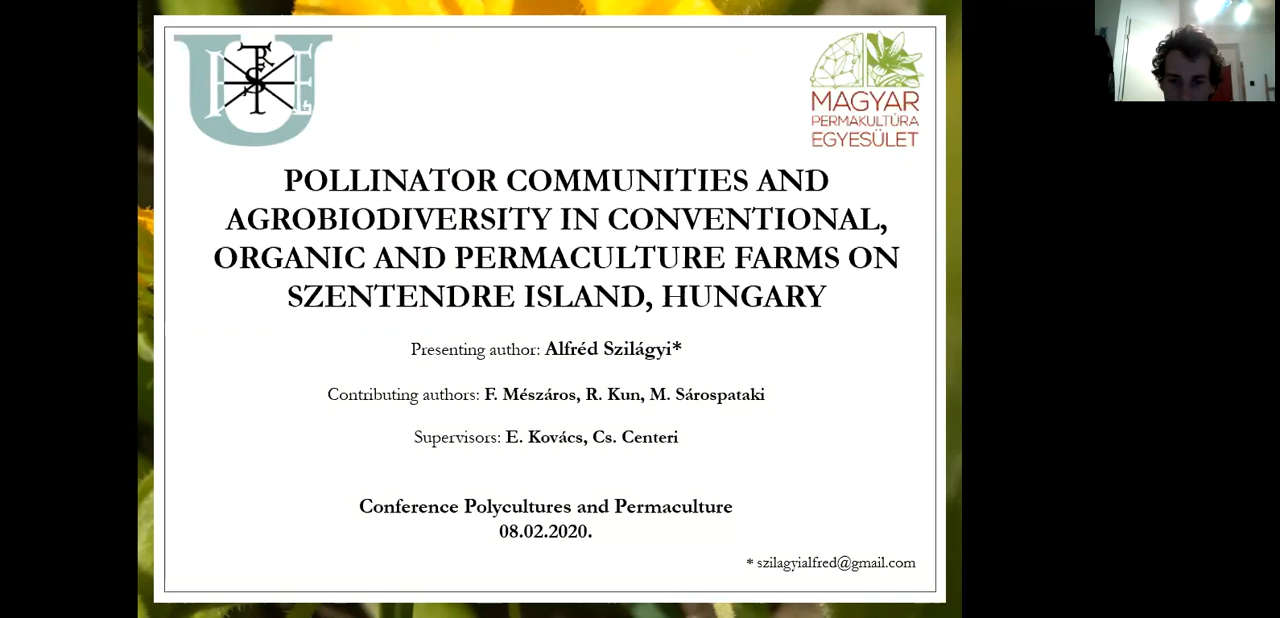 MAGYAR
PERMAKULTÚRA
EGYESÜLET
POLLINATOR COMMUNITIES AND
AGROBIODIVERSITY IN CONVENTIONAL,
ORGANIC AND PERMACULTURE FARMS ON
SZENTENDRE ISLAND, HUNGARY
Presenting author: Alfréd Szilágyi*
Contributing authors: F. Mészáros, R. Kun, M. Sárospataki
Supervisors: E. Kovács, Cs. Centeri
Conference Polycultures and Permaculture
08.02.2020.
* szilagyialfred@gmail.com